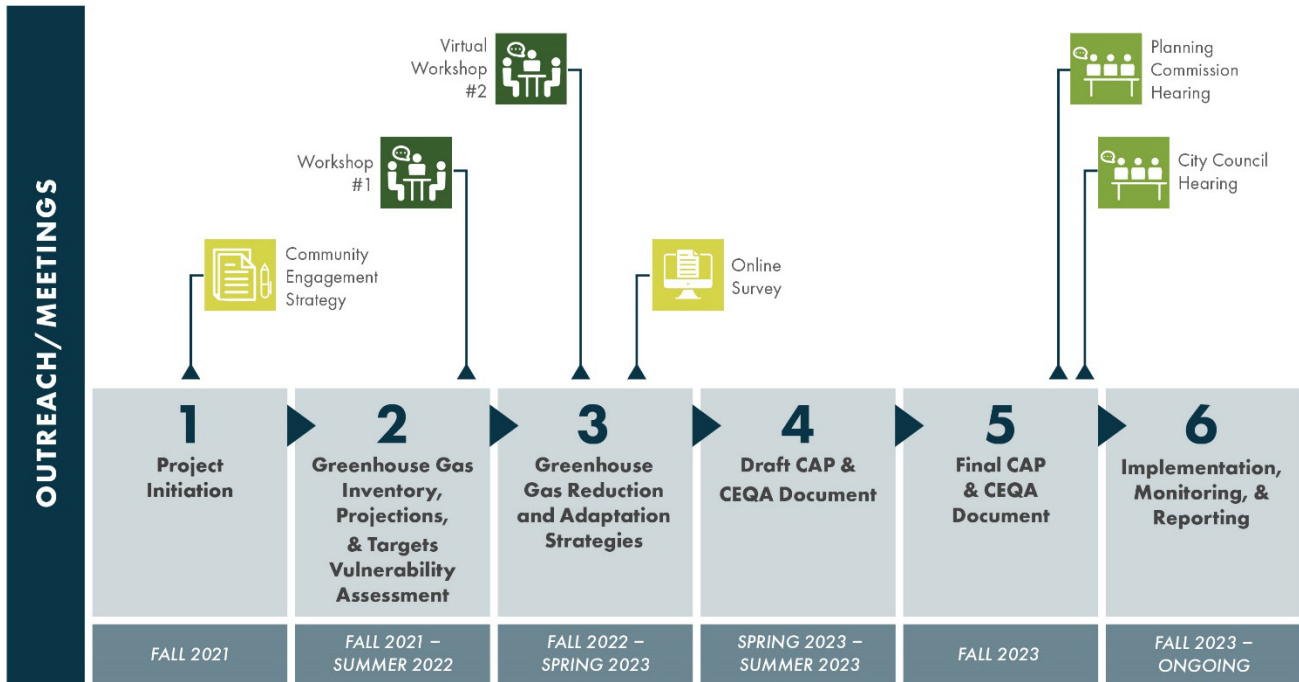 OUTREACH/MEETINGS
Virtual
Workshop
#2
Workshop
#1
Community
Engagement
Strategy
Online
Survey
Planning
Commission
Hearing
City Council
Hearing
1
Project
Initiation
FALL 2021
2
Greenhouse Gas
Inventory,
Projections,
& Targets
Vulnerability
Assessment
FALL 2021 –
SUMMER 2022
3
Greenhouse
Gas Reduction
and Adaptation
Strategies
FALL 2022 –
SPRING 2023
4
Draft CAP &
CEQA Document
SPRING 2023 –
SUMMER 2023
5
Final CAP
& CEQA
Document
FALL 2023
6
Implementation,
Monitoring, &
Reporting
FALL 2023 –
ONGOING